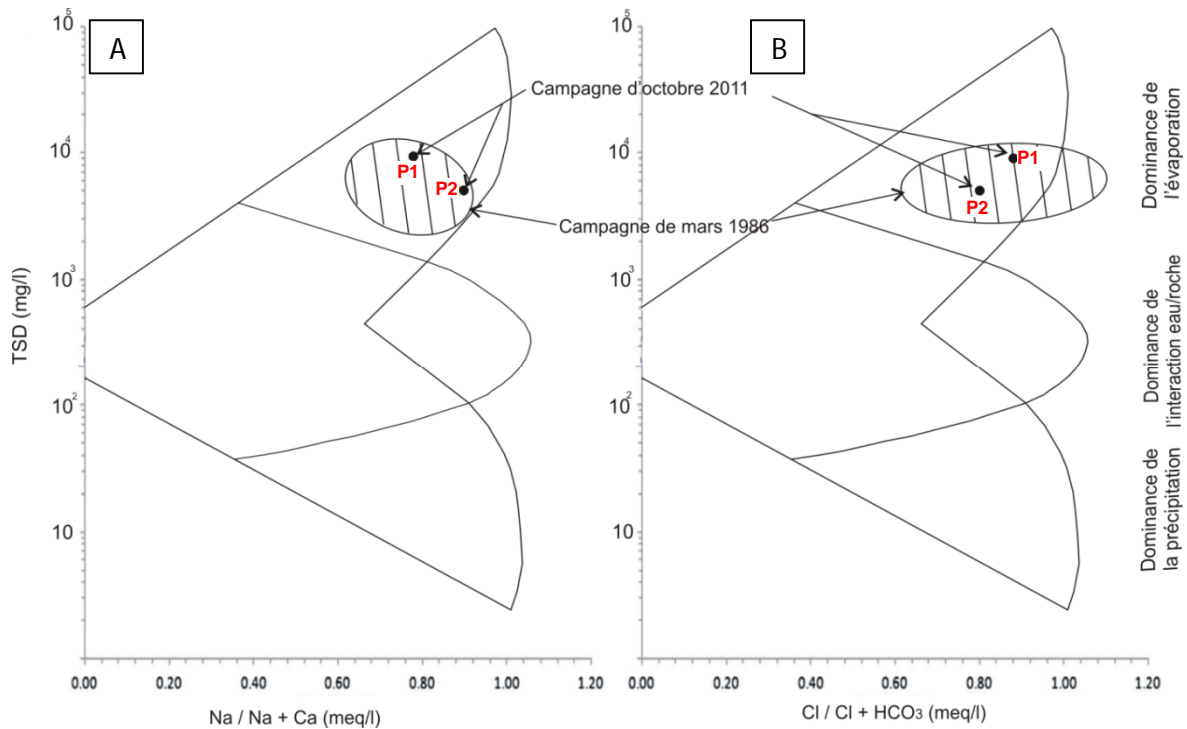 A
B
10⁵
10⁴
10³
10²
10
TSD (mg/l)
0.00 0.20 0.40 0.60 0.80 1.00 1.20
Na / Na + Ca (meq/l)
P1
P2
Campagne d'octobre 2011
Campagne de mars 1986
10⁵
10⁴
10³
10²
10
P1
P2
0.00 0.20 0.40 0.60 0.80 1.00 1.20
Cl / Cl + HCO₃ (meq/l)
Dominance de
l'évaporation
Dominance de
l'interaction eau/roche
Dominance de
la précipitation